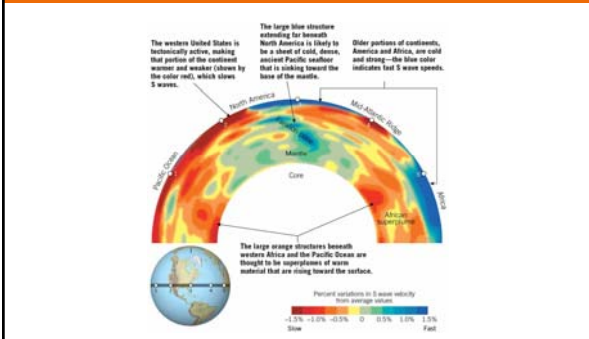 The large blue structure
extending far beneath
North America is likely to
be a sheet of cold, dense,
ancient Pacific seafloor
that is sinking toward the
base of the mantle.
The western United States is
tectonically active, making
that portion of the continent
warmer and weaker (shown by
the color red), which slows
S waves.
Older portions of continents,
America and Africa, are cold
and strong—the blue color
indicates fast S wave speeds.
North America
Mid-Atlantic Ridge
Pacific Ocean
Africa
Mantle
Core
African
superplume
The large orange structures beneath
western Africa and the Pacific Ocean are
thought to be superplumes of warm
material that are rising toward the surface.
Percent variations in S wave velocity
from average values
-1.5% -1.0% -0.5% 0 0.5% 1.0% 1.5%
Slow Fast